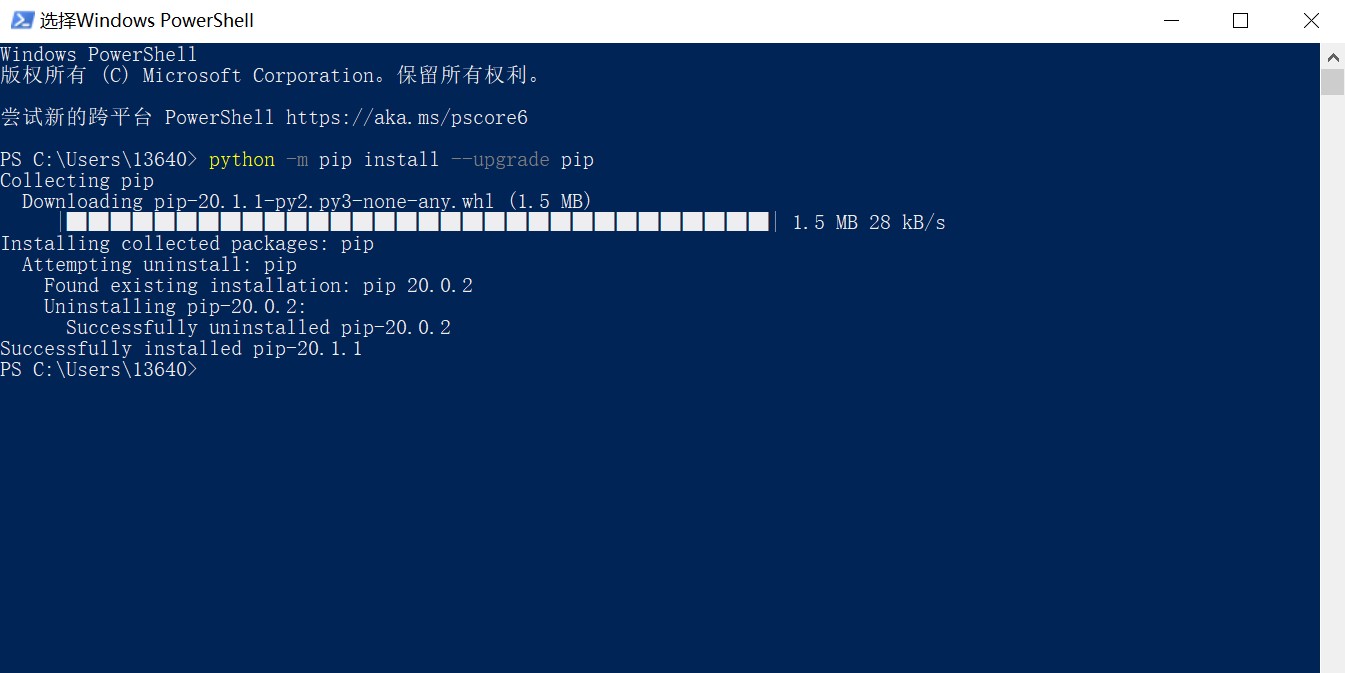 选择Windows PowerShell
Windows PowerShell
版权所有 (C) Microsoft Corporation。保留所有权利。
尝试新的跨平台 PowerShell https://aka.ms/pscore6
PS C:\Users\13640> python -m pip install --upgrade pip
Collecting pip
Downloading pip-20.1.1-py2.py3-none-any.whl (1.5 MB)
|████████████████████████████████| 1.5 MB 28 kB/s
Installing collected packages: pip
Attempting uninstall: pip
Found existing installation: pip 20.0.2
Uninstalling pip-20.0.2:
Successfully uninstalled pip-20.0.2
Successfully installed pip-20.1.1
PS C:\Users\13640>